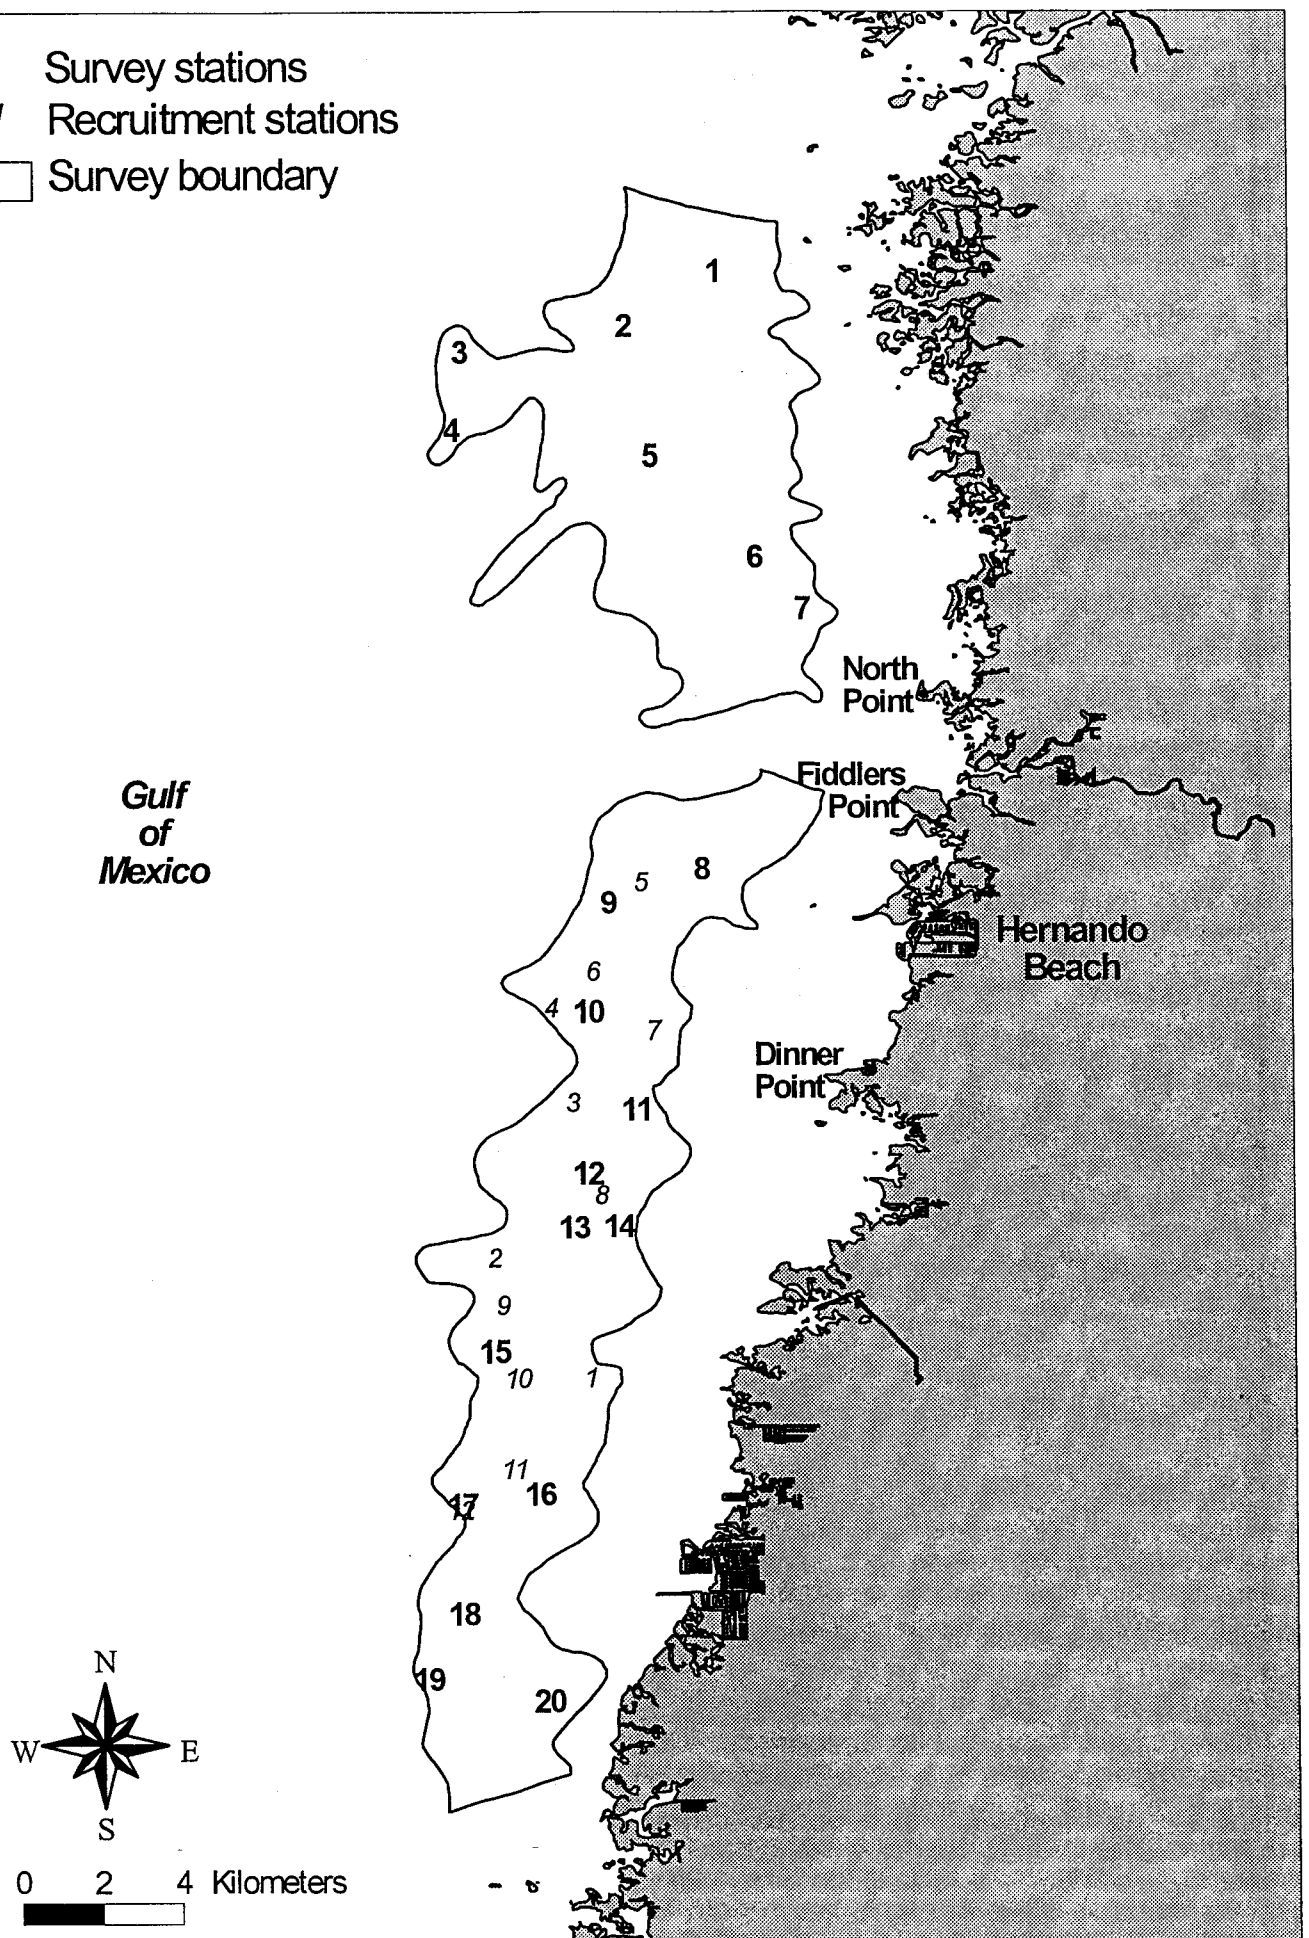 Survey stations
Recruitment stations
Survey boundary
1
2
3
4
5
6
7
North
Point
Fiddlers
Point
Gulf
of
Mexico
8
5
9
Hernando
Beach
6
4 10
7
Dinner
Point
3
11
12
8
13 14
2
9
15
10 1
11
16
17
18
19
20
N
W E
S
0 2 4 Kilometers